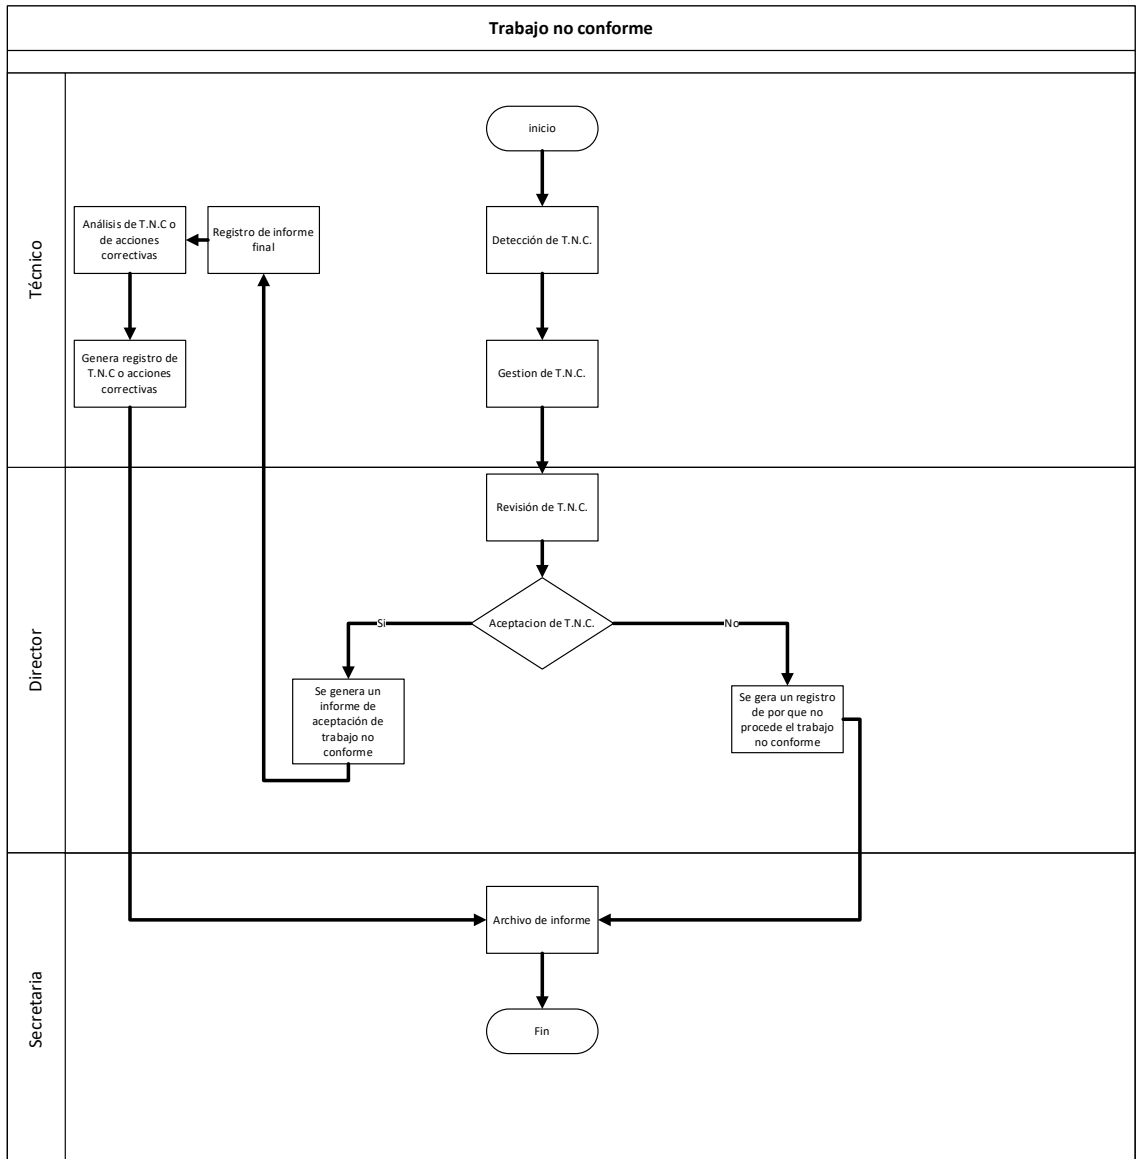 Trabajo no conforme
Técnico
inicio
Análisis de T.N.C o
de acciones
correctivas
Registro de informe
final
Detección de T.N.C.
Genera registro de
T.N.C o acciones
correctivas
Gestion de T.N.C.
Director
Revisión de T.N.C.
Aceptacion de T.N.C.
Si
No
Se genera un
informe de
aceptación de
trabajo no
conforme
Se gera un registro
de por que no
procede el trabajo
no conforme
Secretaria
Archivo de informe
Fin